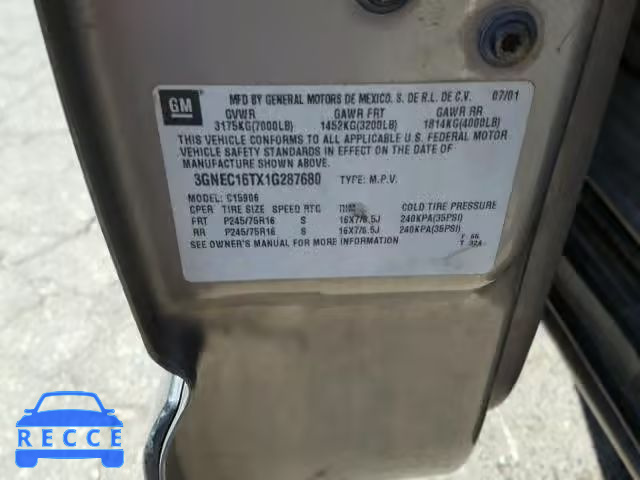 GM
MFD BY GENERAL MOTORS DE MEXICO, S. DE R.L. DE C.V. 07/01
GVWR GAWR FRT GAWR RR
3175KG(7000LB) 1452KG(3200LB) 1814KG(4000LB)
THIS VEHICLE CONFORMS TO ALL APPLICABLE U.S. FEDERAL MOTOR
VEHICLE SAFETY STANDARDS IN EFFECT ON THE DATE OF
MANUFACTURE SHOWN ABOVE.
3GNEC16TX1G287680 TYPE: M.P.V.
MODEL: C15906
OPER TIRE SIZE SPEED RTG RIM COLD TIRE PRESSURE
FRT P245/75R16 S 16X7/6.5J 240KPA(35PSI)
RR P245/75R16 S 16X7/6.5J 240KPA(35PSI)
SEE OWNER'S MANUAL FOR MORE INFORMATION
RECCE